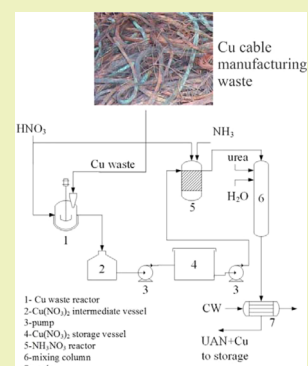 Cu cable
manufacturing
waste
HNO₃
NH₃
Cu waste
urea
H₂O
1
2
3
4
3
5
6
CW
7
UAN+Cu
to storage
1- Cu waste reactor
2-Cu(NO₃)₂ intermediate vessel
3-pump
4-Cu(NO₃)₂ storage vessel
5-NH₃NO₃ reactor
6-mixing column